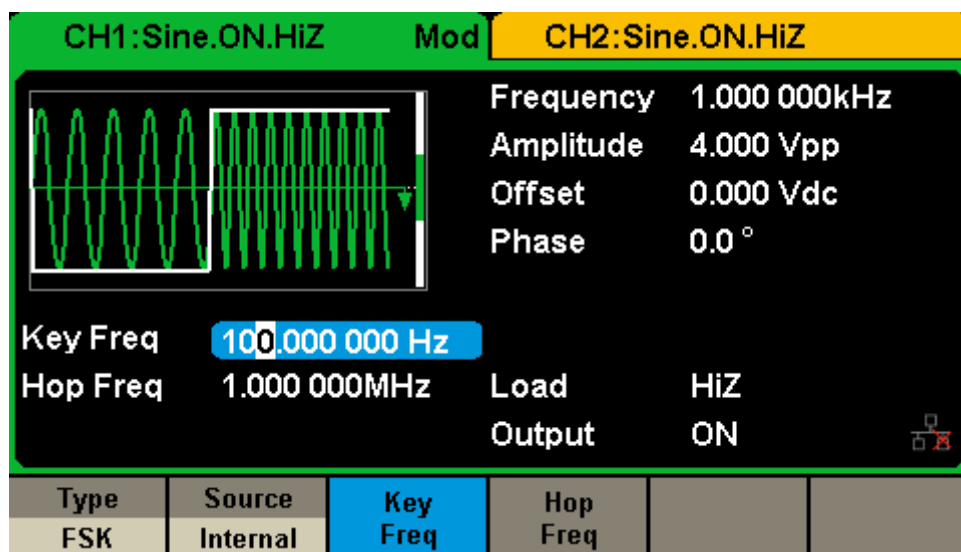 CH1:Sine.ON.HiZ Mod CH2:Sine.ON.HiZ
Frequency 1.000 000kHz
Amplitude 4.000 Vpp
Offset 0.000 Vdc
Phase 0.0 °
Key Freq 100.000 000 Hz
Hop Freq 1.000 000MHz Load HiZ
Output ON
Type Source Key Hop
FSK Internal Freq Freq